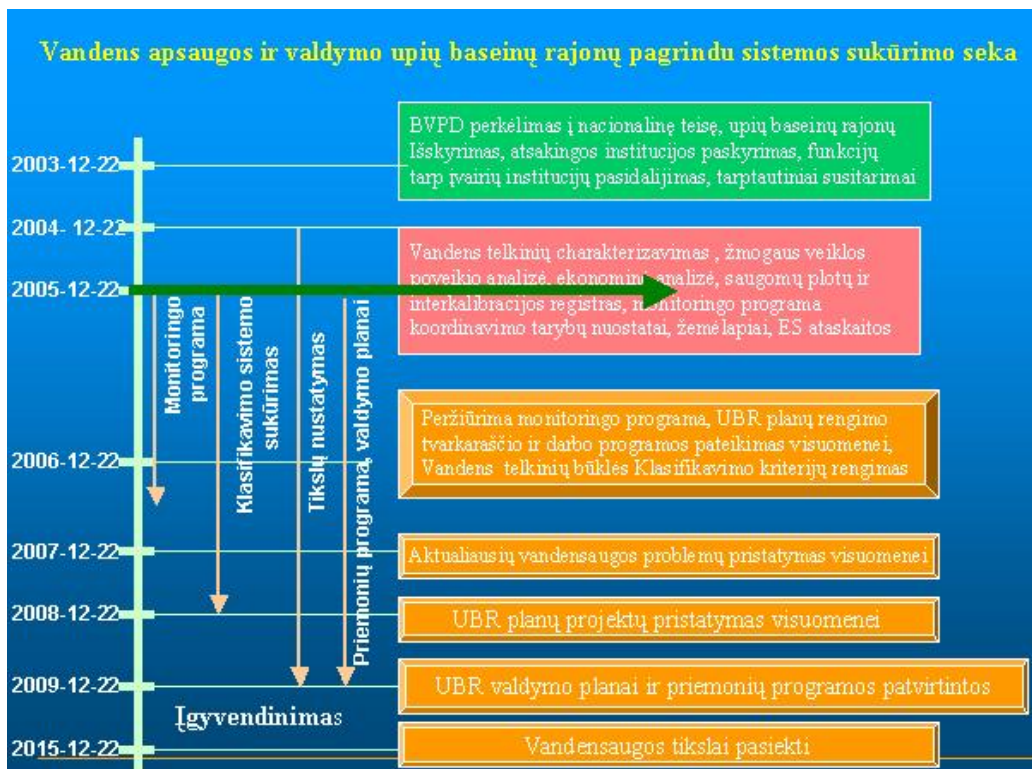 Vandens apsaugos ir valdymo upių baseinų rajonų pagrindu sistemos sukūrimo seka
2003-12-22
BVPD perkėlimas į nacionalinę teisę, upių baseinų rajonų
Išskyrimas, atsakingos institucijos paskyrimas, funkcijų
tarp įvairių institucijų pasidalijimas, tarptautiniai susitarimai
2004- 12-22
2005-12-22
Vandens telkinių charakterizavimas , žmogaus veiklos
poveikio analizė, ekonominė analizė, saugomų plotų ir
interkalibracijos registras, monitoringo programa
koordinavimo tarybų nuostatai, žemėlapiai, ES ataskaitos
Monitoringo
programa
Klasifikavimo sistemo
sukūrimas
Tikslų nustatymas
Priemonių programa, valdymo planai
2006-12-22
Peržiūrima monitoringo programa, UBR planų rengimo
tvarkaraščio ir darbo programos pateikimas visuomenei,
Vandens telkinių būklės Klasifikavimo kriterijų rengimas
2007-12-22
Aktualiausių vandensaugos problemų pristatymas visuomenei
2008-12-22
UBR planų projektų pristatymas visuomenei
2009-12-22
UBR valdymo planai ir priemonių programos patvirtintos
Įgyvendinimas
2015-12-22
Vandensaugos tikslai pasiekti